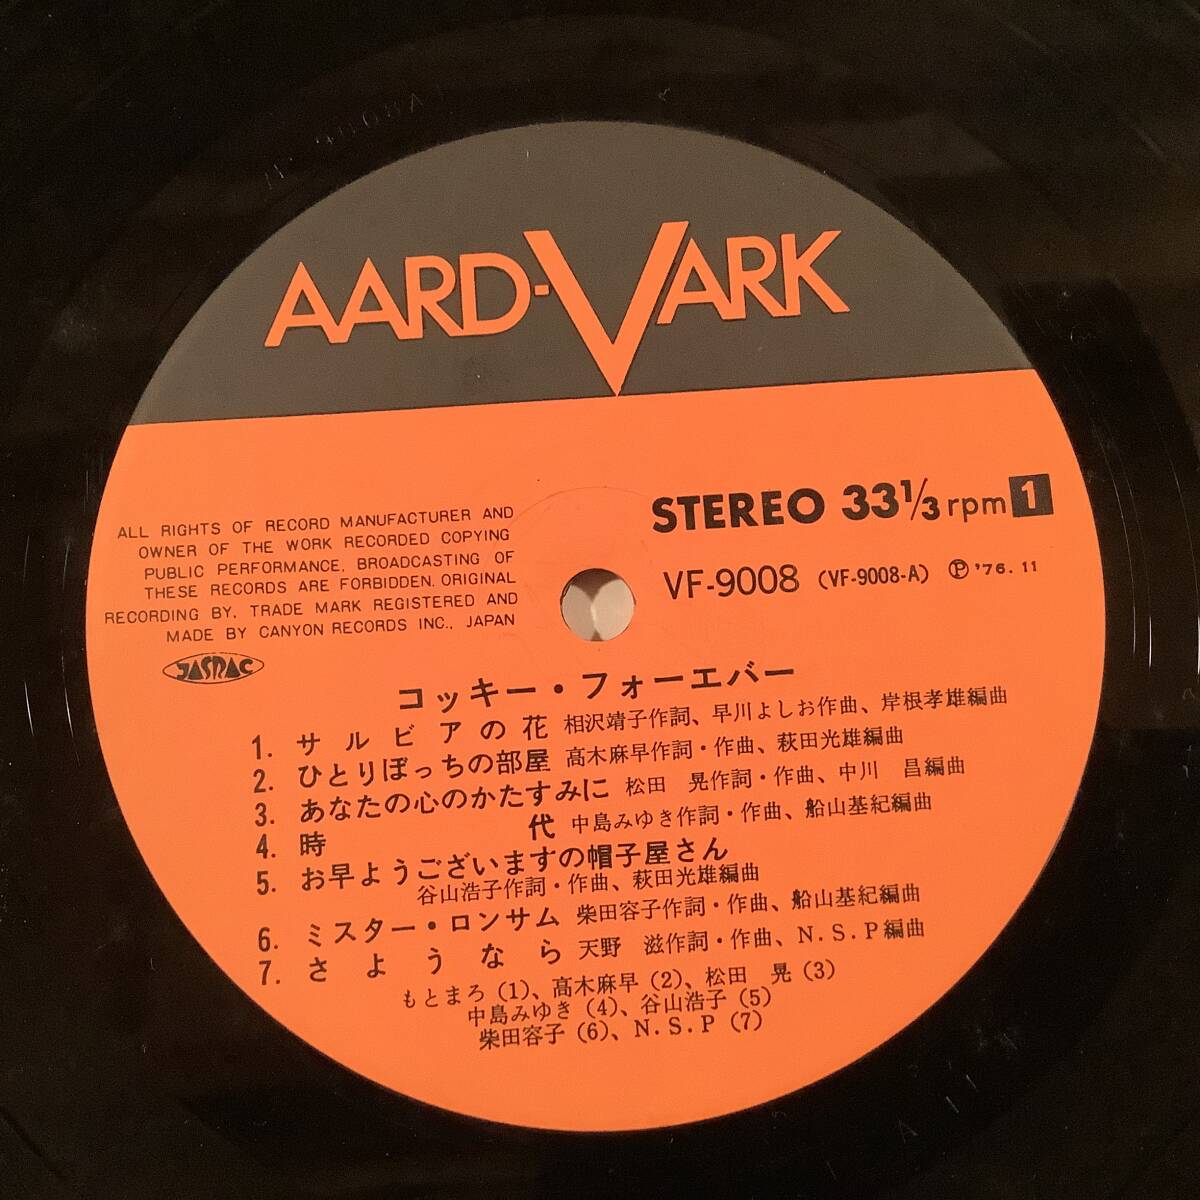 AARD-VARK
STEREO 33 1/3 rpm 1
VF-9008 (VF-9008-A) Ⓟ '76. 11
ALL RIGHTS OF RECORD MANUFACTURER AND
OWNER OF THE WORK RECORDED COPYING
PUBLIC PERFORMANCE, BROADCASTING OF
THESE RECORDS ARE FORBIDDEN. ORIGINAL
RECORDING BY, TRADE MARK REGISTERED AND
MADE BY CANYON RECORDS INC., JAPAN
JASRAC
コッキー・フォーエバー
1. サルビアの花 相沢靖子作詞、早川よしお作曲、岸根孝雄編曲
2. ひとりぼっちの部屋 高木麻早作詞・作曲、萩田光雄編曲
3. あなたの心のかたすみに 松田 晃作詞・作曲、中川 昌編曲
4. 時 代 中島みゆき作詞・作曲、船山基紀編曲
5. お早ようございますの帽子屋さん
谷山浩子作詞・作曲、萩田光雄編曲
6. ミスター・ロンサム 柴田容子作詞・作曲、船山基紀編曲
7. さようなら 天野 滋作詞・作曲、N.S.P編曲
もとまろ (1)、高木麻早 (2)、松田 晃 (3)
中島みゆき (4)、谷山浩子 (5)
柴田容子 (6)、N.S.P (7)